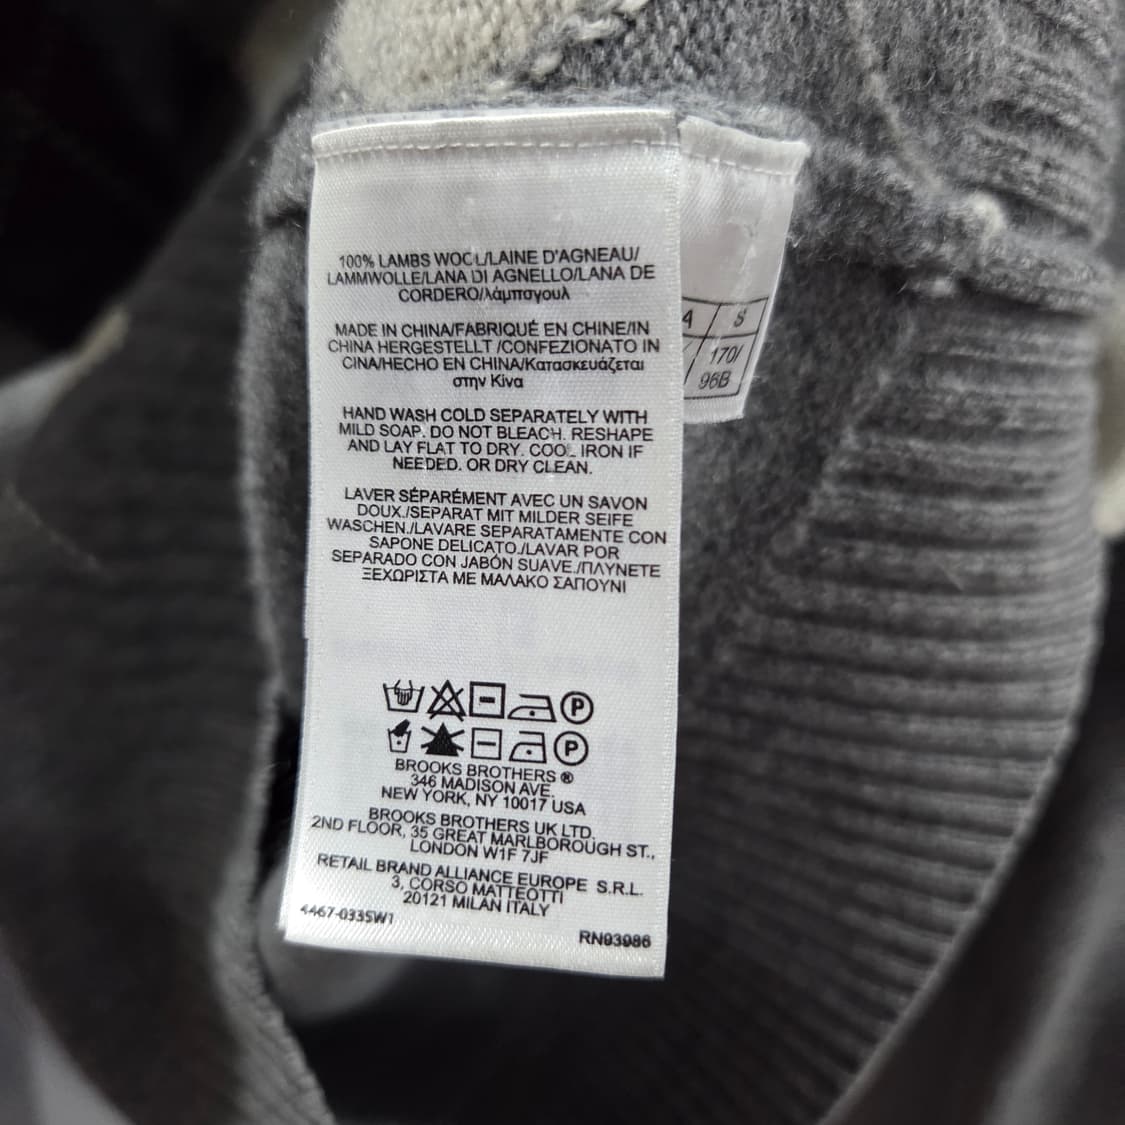 100% LAMBS WOOL/LAINE D'AGNEAU/
LAMMWOLLE/LANA DI AGNELLO/LANA DE
CORDERO/λάμπσγουλ
MADE IN CHINA/FABRIQUÉ EN CHINE/IN
CHINA HERGESTELLT /CONFEZIONATO IN
CINA/HECHO EN CHINA/Κατασκευάζεται
στην Κίνα
HAND WASH COLD SEPARATELY WITH
MILD SOAP. DO NOT BLEACH. RESHAPE
AND LAY FLAT TO DRY. COOL IRON IF
NEEDED. OR DRY CLEAN.
LAVER SÉPARÉMENT AVEC UN SAVON
DOUX./SEPARAT MIT MILDER SEIFE
WASCHEN./LAVARE SEPARATAMENTE CON
SAPONE DELICATO./LAVAR POR
SEPARADO CON JABÓN SUAVE./ΠΛΥΝΕΤΕ
ΞΕΧΩΡΙΣΤΑ ΜΕ ΜΑΛΑΚΟ ΣΑΠΟΥΝΙ
P
P
BROOKS BROTHERS ®
346 MADISON AVE.
NEW YORK, NY 10017 USA
BROOKS BROTHERS UK LTD.
2ND FLOOR, 35 GREAT MARLBOROUGH ST.,
LONDON W1F 7JF
RETAIL BRAND ALLIANCE EUROPE S.R.L.
3, CORSO MATTEOTTI
20121 MILAN ITALY
4467-033SW1
RN93986
4 S
170/
96B